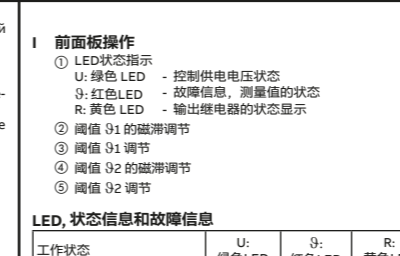 й
-
е
I 前面板操作
① LED状态指示
U: 绿色 LED - 控制供电电压状态
ϑ: 红色LED - 故障信息，测量值的状态
R: 黄色 LED - 输出继电器的状态显示
② 阈值 ϑ1 的磁滞调节
③ 阈值 ϑ1 调节
④ 阈值 ϑ2 的磁滞调节
⑤ 阈值 ϑ2 调节
LED, 状态信息和故障信息
工作状态 U: ϑ: R: